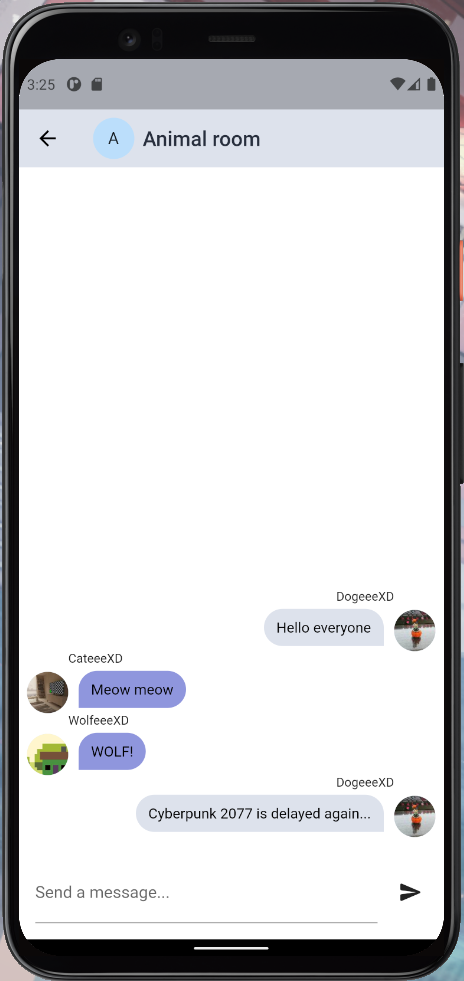 3:25
A
Animal room
DogeeeXD
Hello everyone
CateeeXD
Meow meow
WolfeeeXD
WOLF!
DogeeeXD
Cyberpunk 2077 is delayed again...
Send a message...